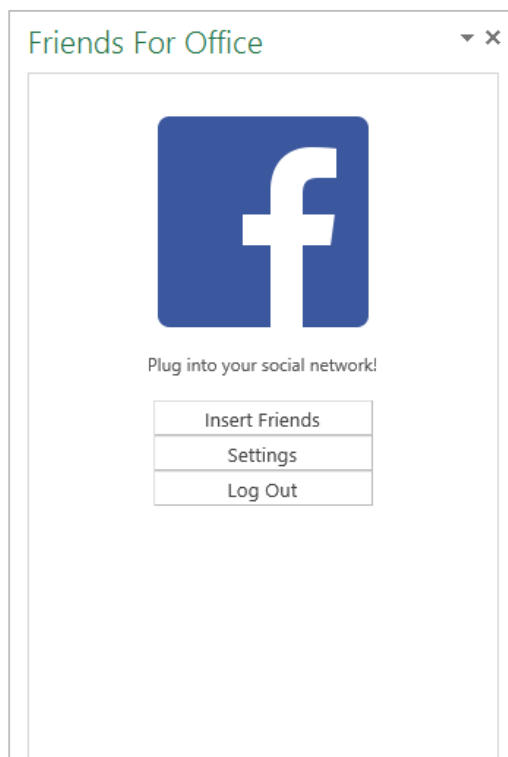 Friends For Office
f
Plug into your social network!
Insert Friends
Settings
Log Out